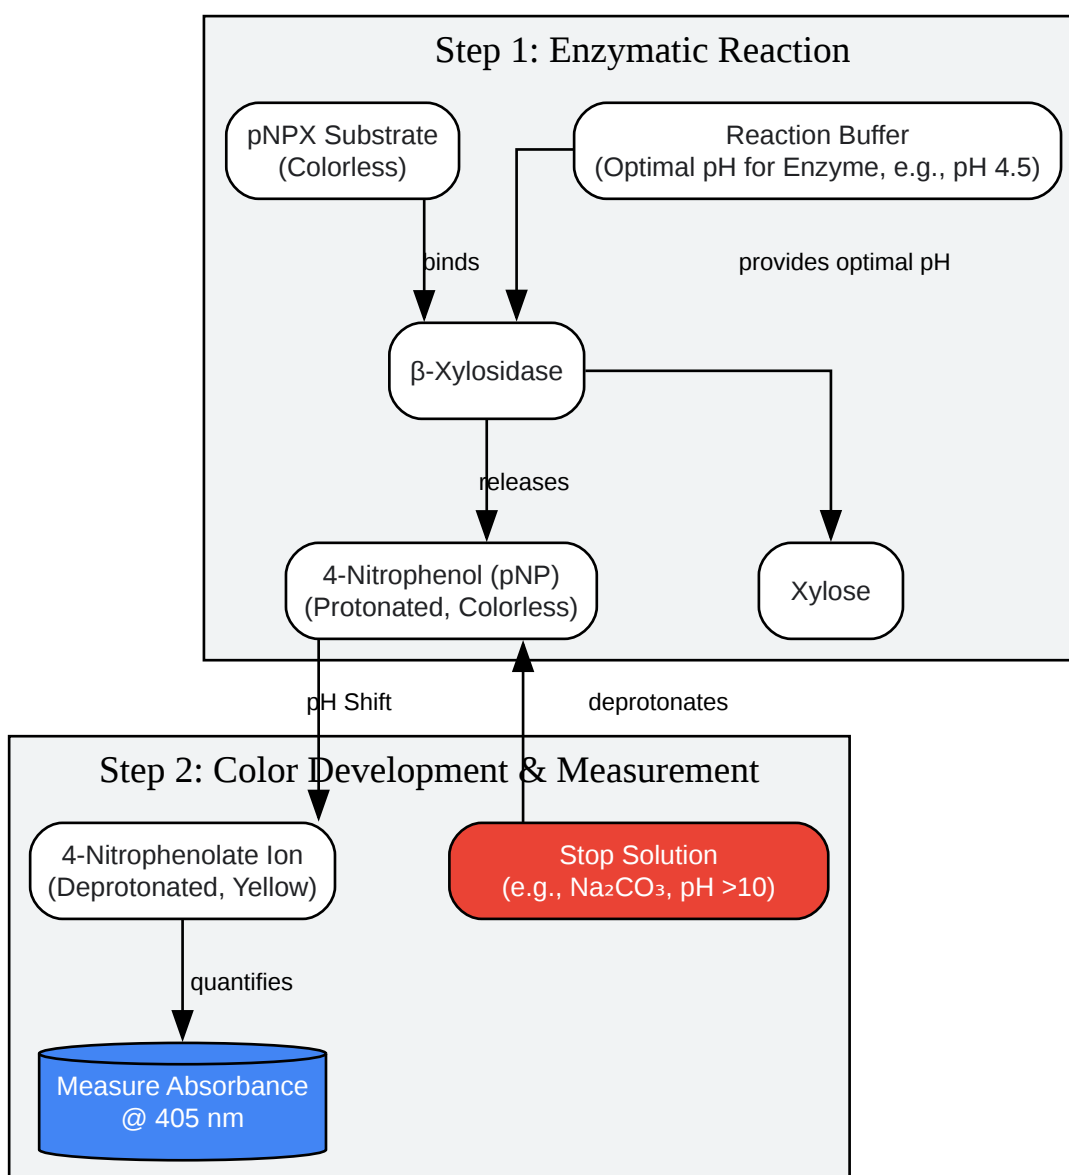 Step 1: Enzymatic Reaction
pNPX Substrate
(Colorless)
Reaction Buffer
(Optimal pH for Enzyme, e.g., pH 4.5)
binds
provides optimal pH
β-Xylosidase
releases
4-Nitrophenol (pNP)
(Protonated, Colorless)
Xylose
pH Shift
deprotonates
Step 2: Color Development & Measurement
4-Nitrophenolate Ion
(Deprotonated, Yellow)
Stop Solution
(e.g., Na₂CO₃, pH >10)
quantifies
Measure Absorbance
@ 405 nm